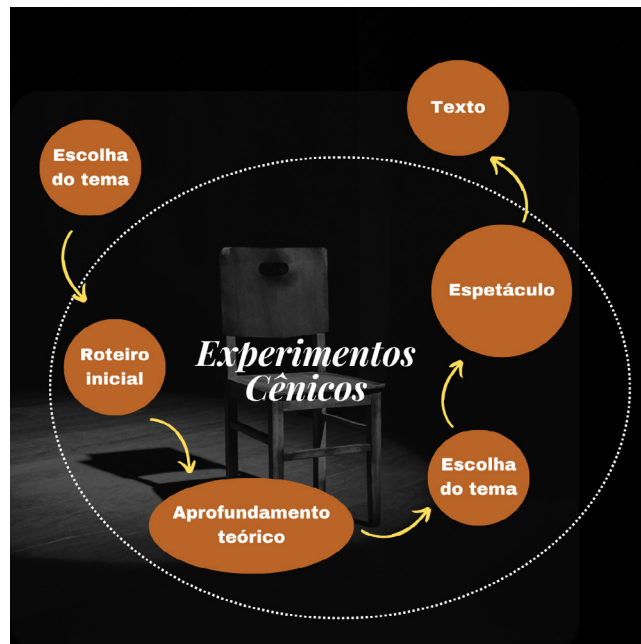 Escolha
do tema
Roteiro
inicial
Aprofundamento
teórico
Escolha
do tema
Espetáculo
Texto
Experimentos
Cênicos